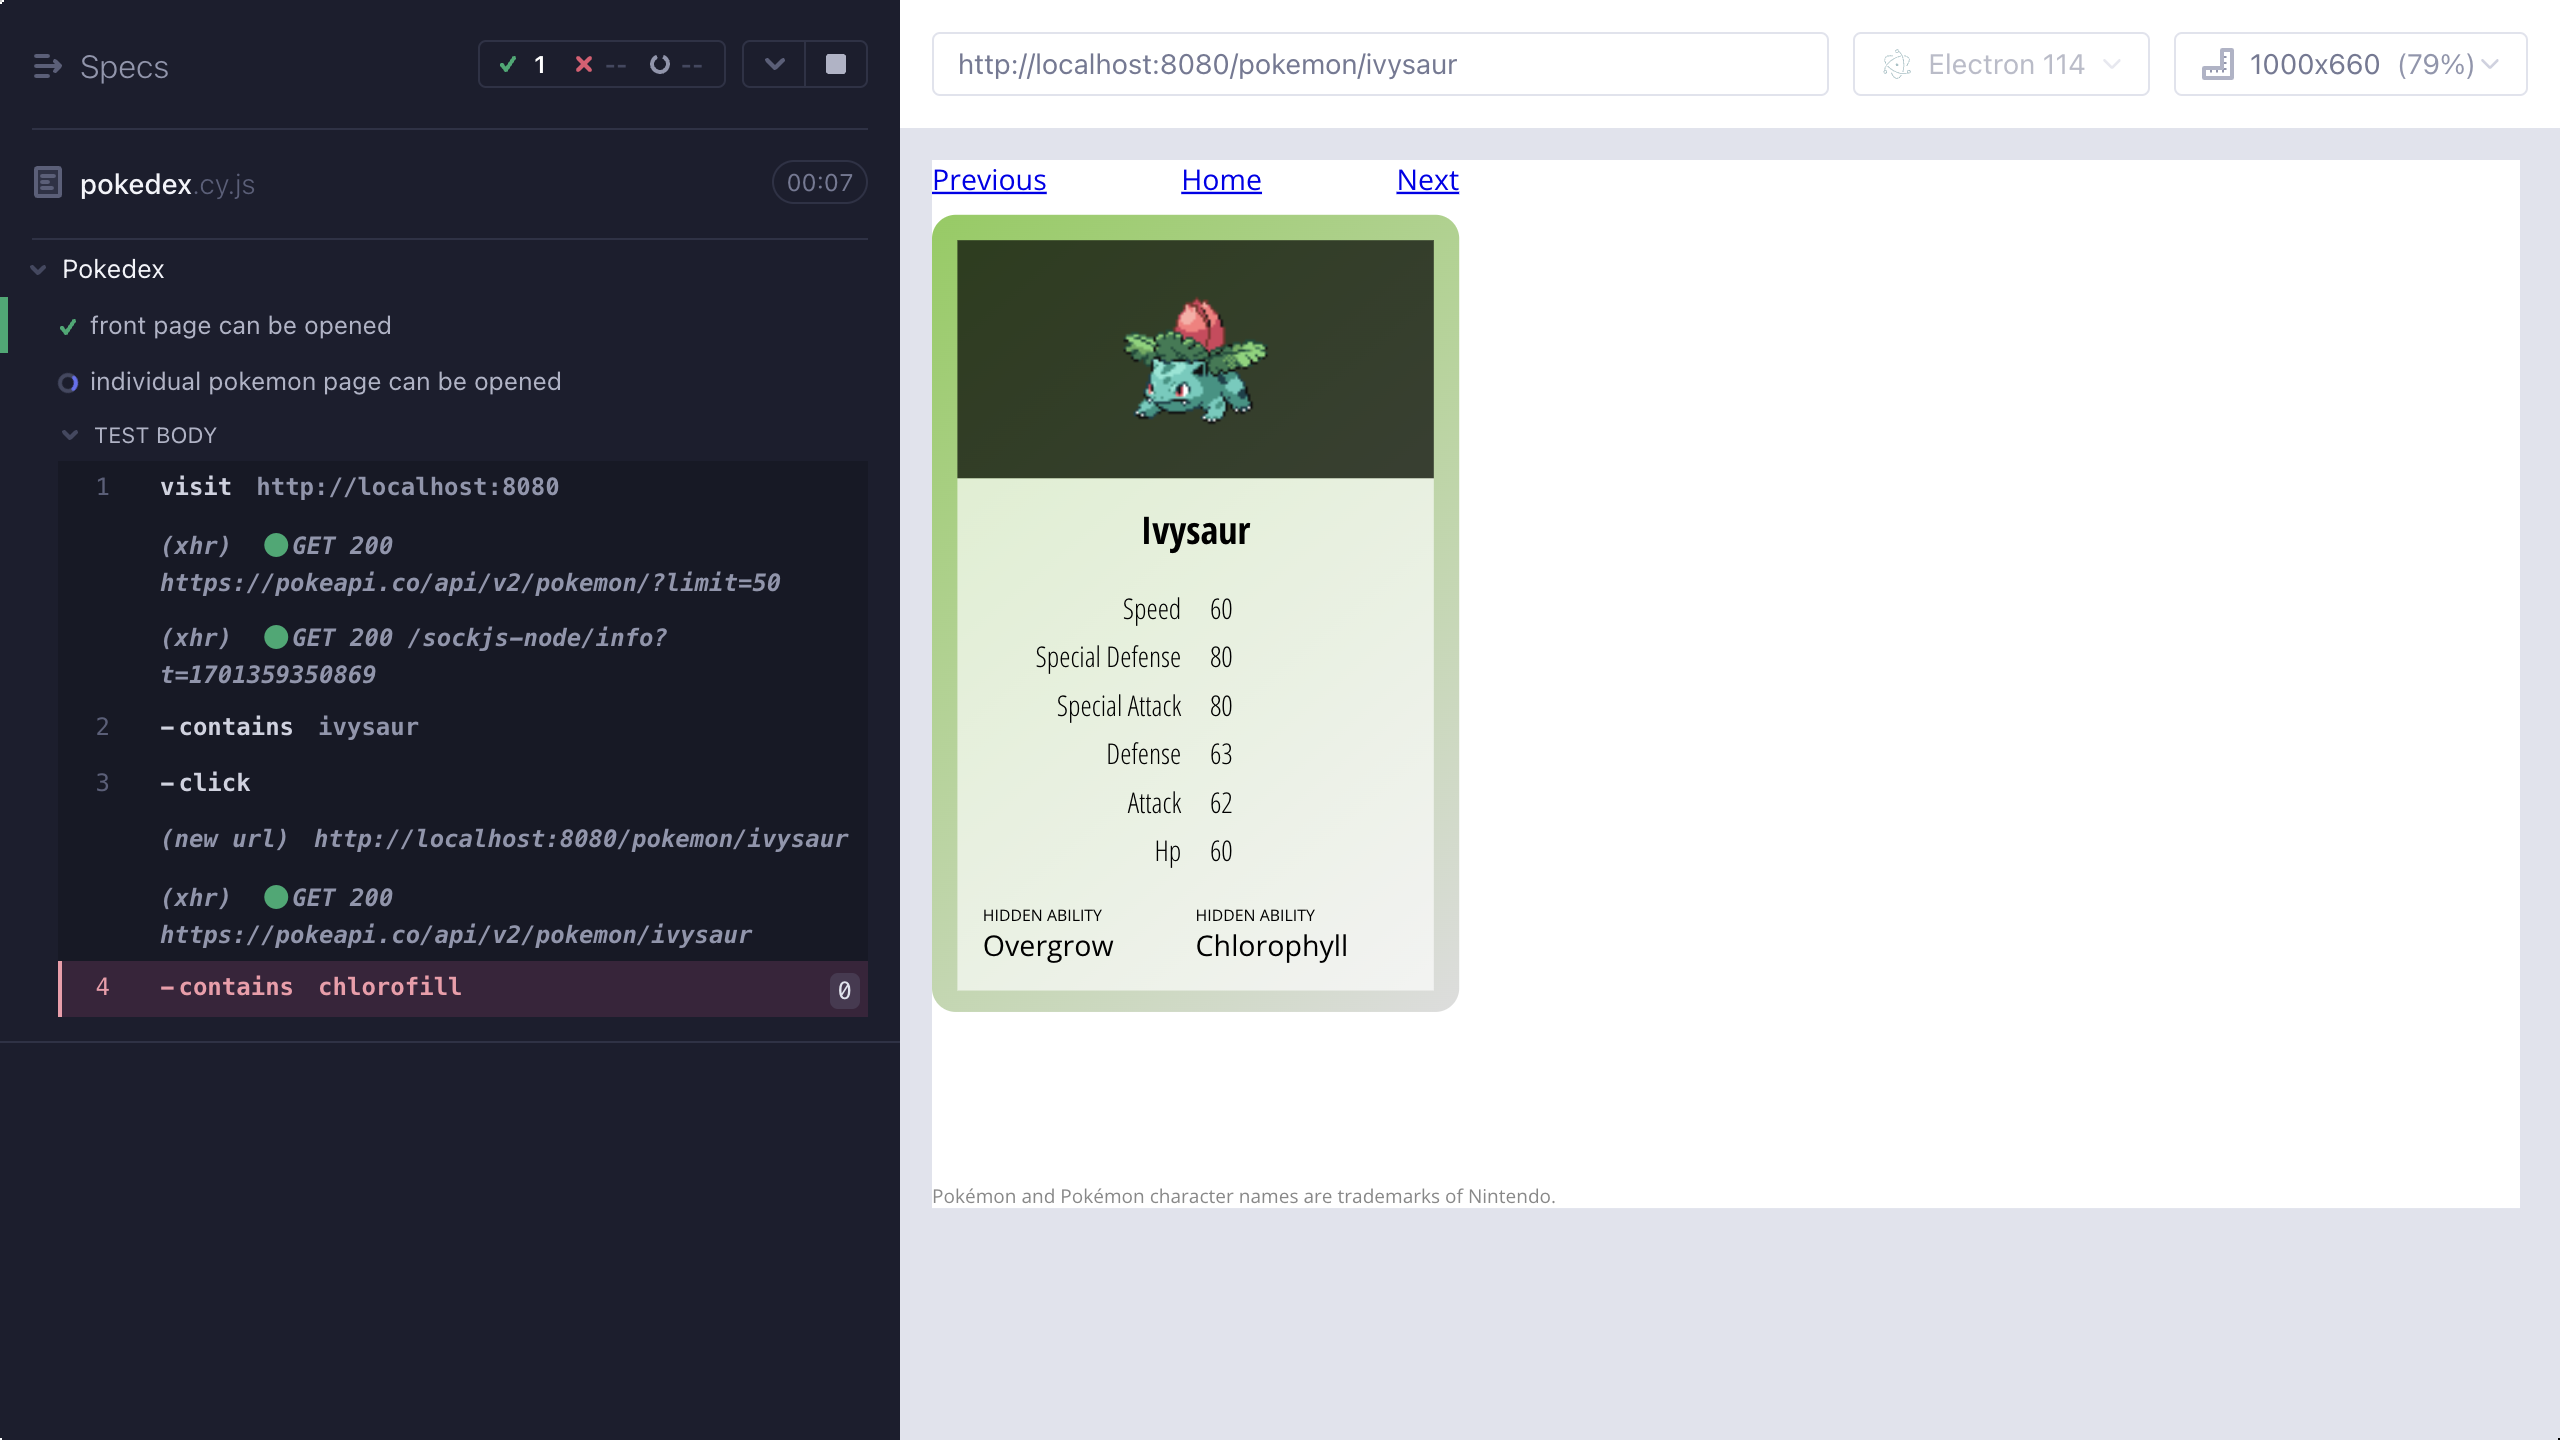 Specs
1 -- --
pokedex.cy.js
00:07
Pokedex
front page can be opened
individual pokemon page can be opened
TEST BODY
1 visit http://localhost:8080
(xhr) GET 200
https://pokeapi.co/api/v2/pokemon/?limit=50
(xhr) GET 200 /sockjs-node/info?
t=1701359350869
2 -contains ivysaur
3 -click
(new url) http://localhost:8080/pokemon/ivysaur
(xhr) GET 200
https://pokeapi.co/api/v2/pokemon/ivysaur
4 -contains chlorofill 0
http://localhost:8080/pokemon/ivysaur
Electron 114
1000x660 (79%)
Previous Home Next
Ivysaur
Speed 60
Special Defense 80
Special Attack 80
Defense 63
Attack 62
Hp 60
HIDDEN ABILITY HIDDEN ABILITY
Overgrow Chlorophyll
Pokémon and Pokémon character names are trademarks of Nintendo.